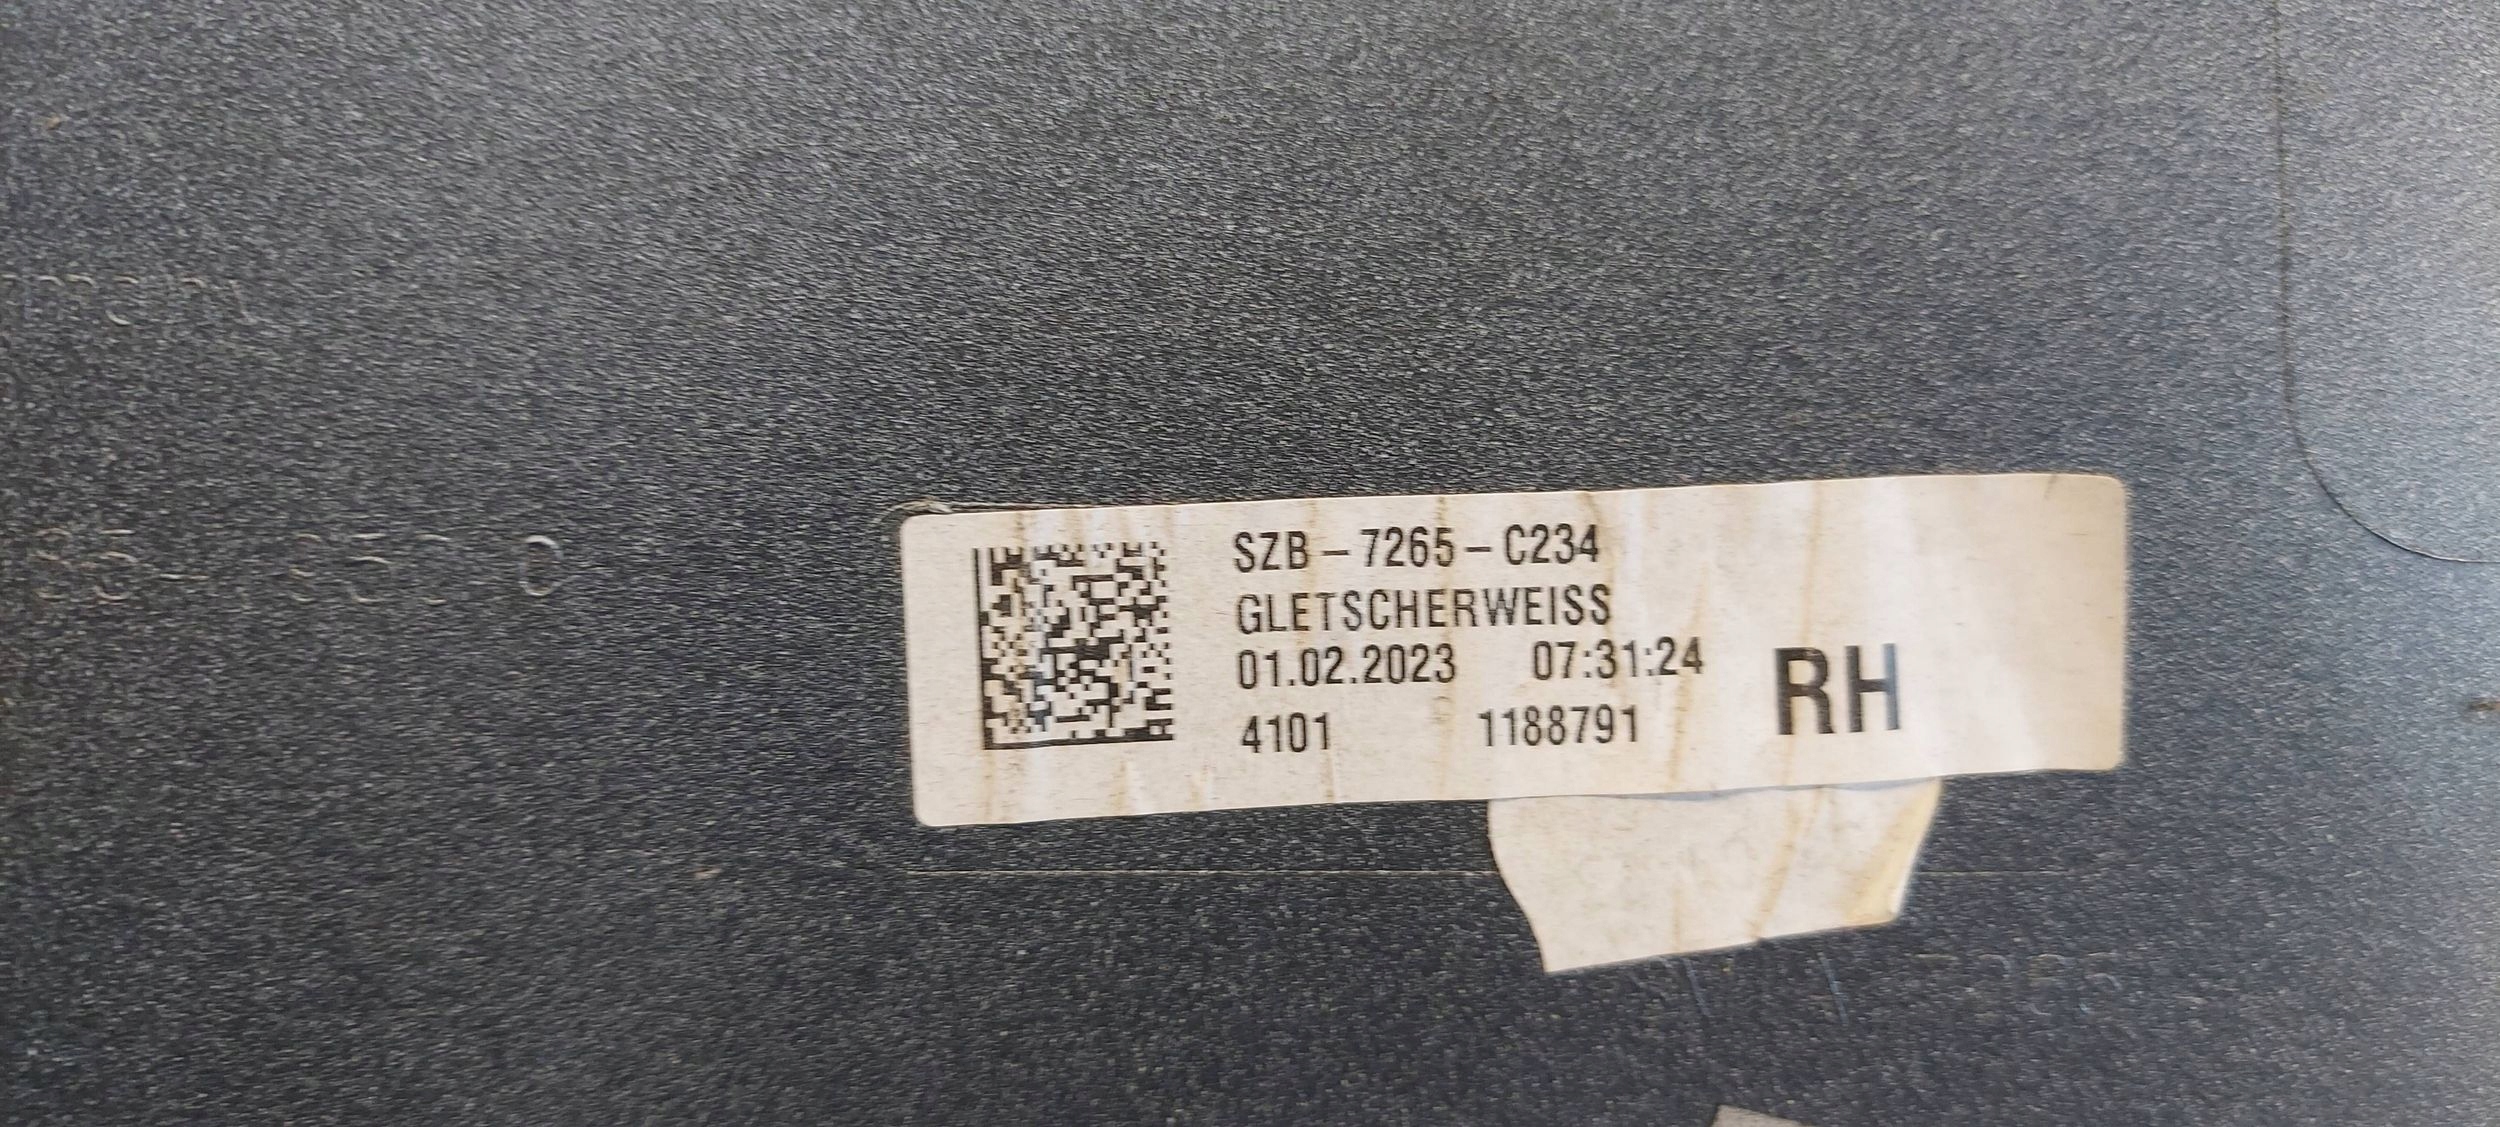 SZB - 7265 - C234
GLETSCHERWEISS
01.02.2023 07:31:24
4101 1188791 RH